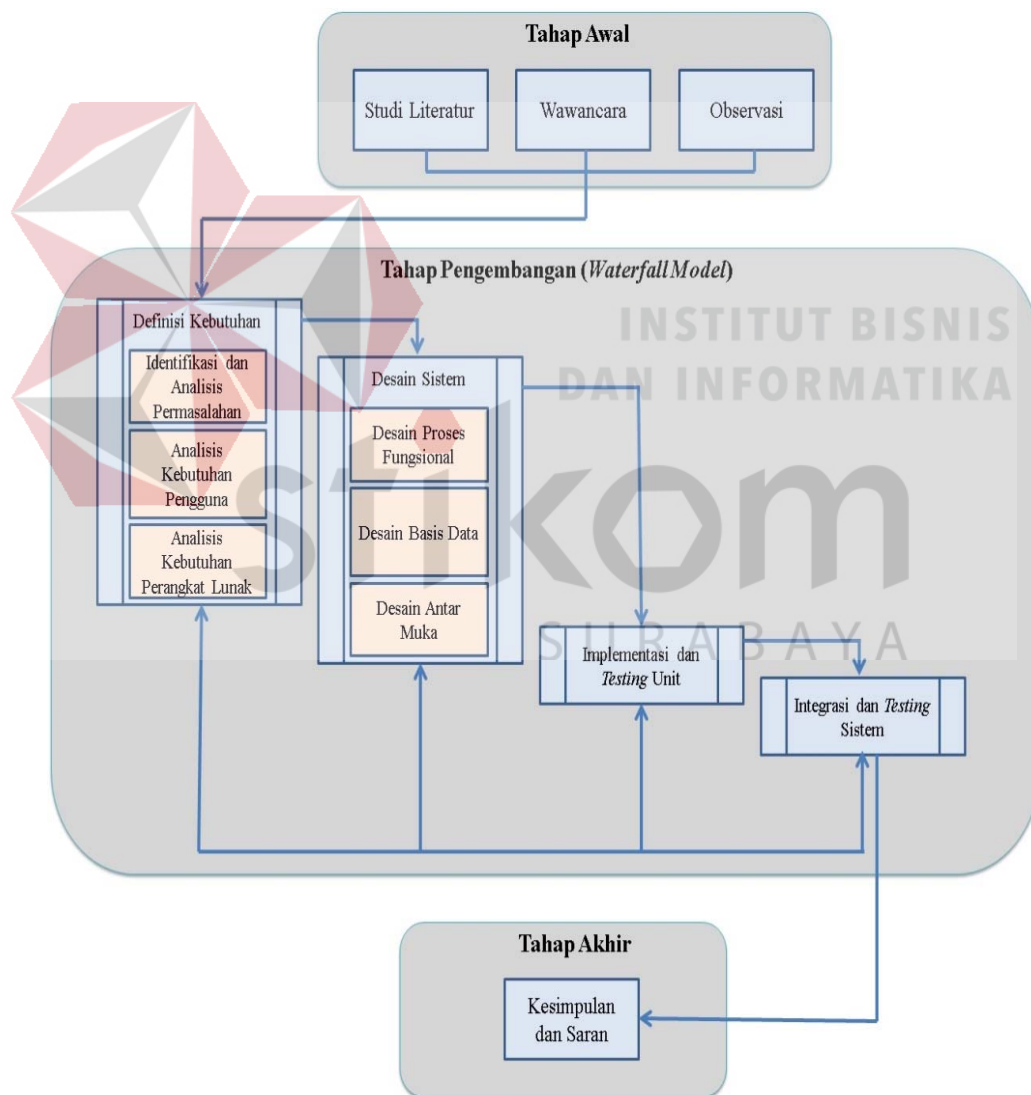 Tahap Awal
Studi Literatur
Wawancara
Observasi
Tahap Pengembangan (Waterfall Model)
Definisi Kebutuhan
Identifikasi dan
Analisis
Permasalahan
Analisis
Kebutuhan
Pengguna
Analisis
Kebutuhan
Perangkat Lunak
Desain Sistem
Desain Proses
Fungsional
Desain Basis Data
Desain Antar
Muka
Implementasi dan
Testing Unit
Integrasi dan Testing
Sistem
INSTITUT BISNIS
DAN INFORMATIKA
stikom
SURABAYA
Tahap Akhir
Kesimpulan
dan Saran